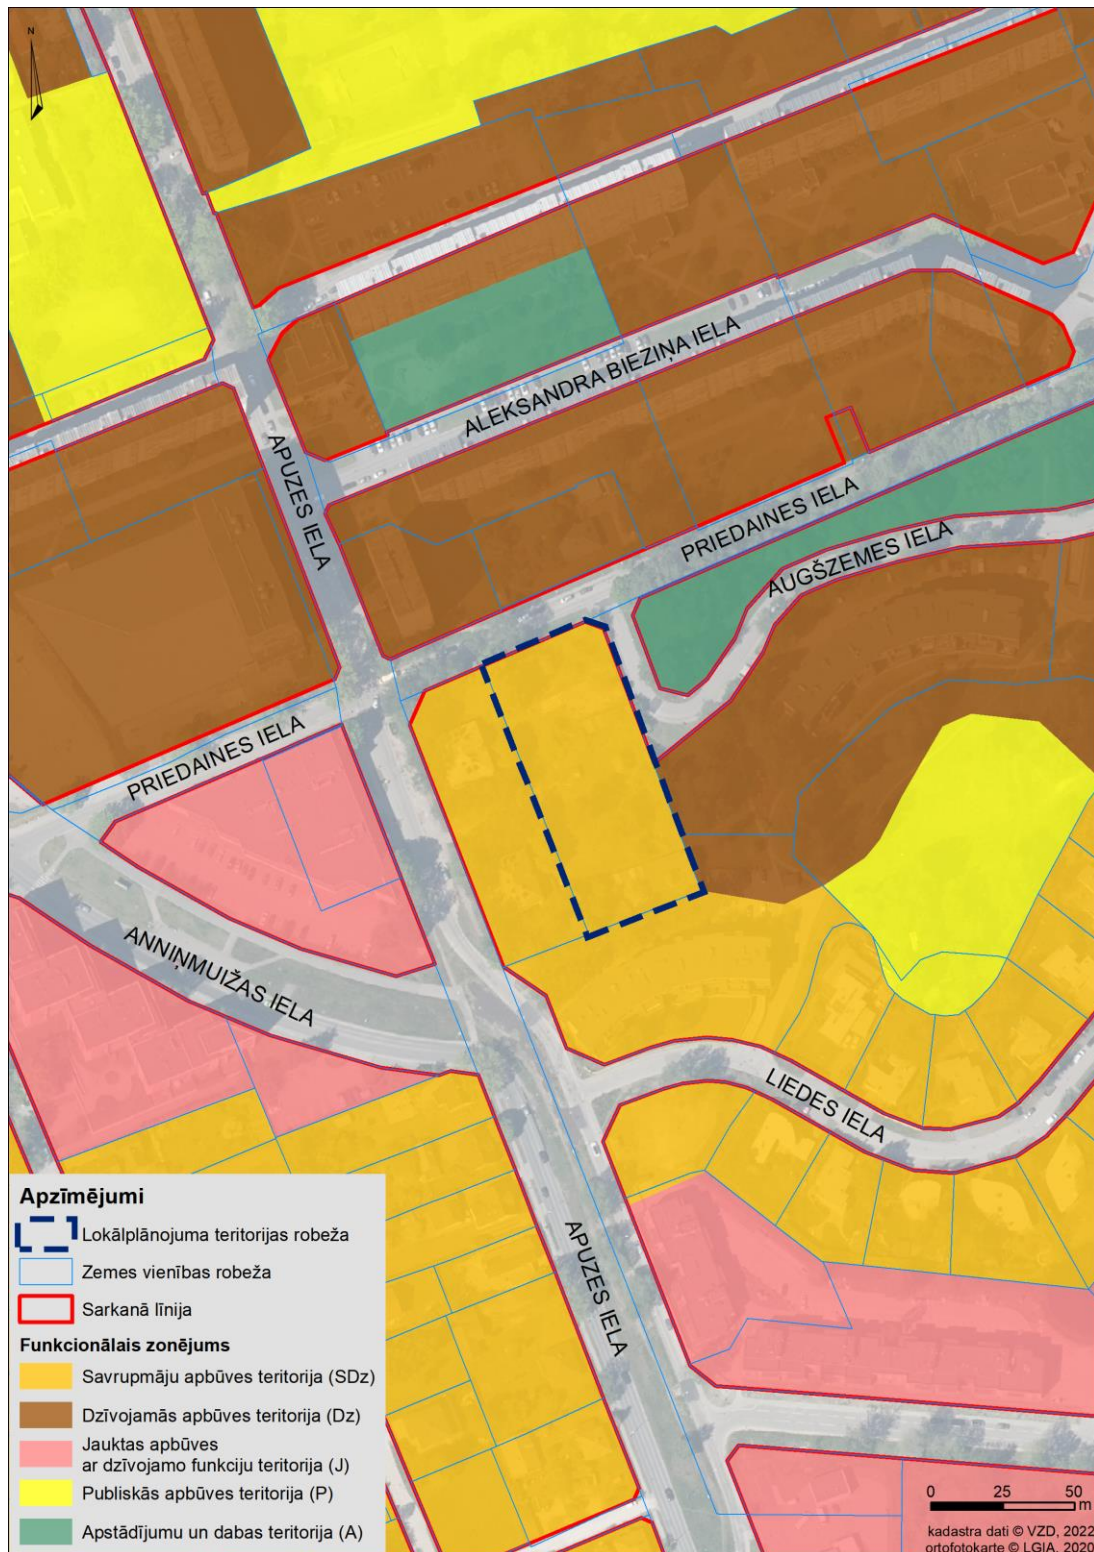 N
ALEKSANDRA BIEZIŅA IELA
APUZES IELA
PRIEDAINES IELA
AUGŠZEMES IELA
PRIEDAINES IELA
ANNIŅMUIŽAS IELA
LIEDES IELA
APUZES IELA
Apzīmējumi
Lokālplānojuma teritorijas robeža
Zemes vienības robeža
Sarkanā līnija
Funkcionālais zonējums
Savrupmāju apbūves teritorija (SDz)
Dzīvojamās apbūves teritorija (Dz)
Jauktas apbūves
ar dzīvojamo funkciju teritorija (J)
Publiskās apbūves teritorija (P)
Apstādījumu un dabas teritorija (A)
0 25 50
m
kadastra dati © VZD, 2022
ortofotokarte © LGIA, 2020